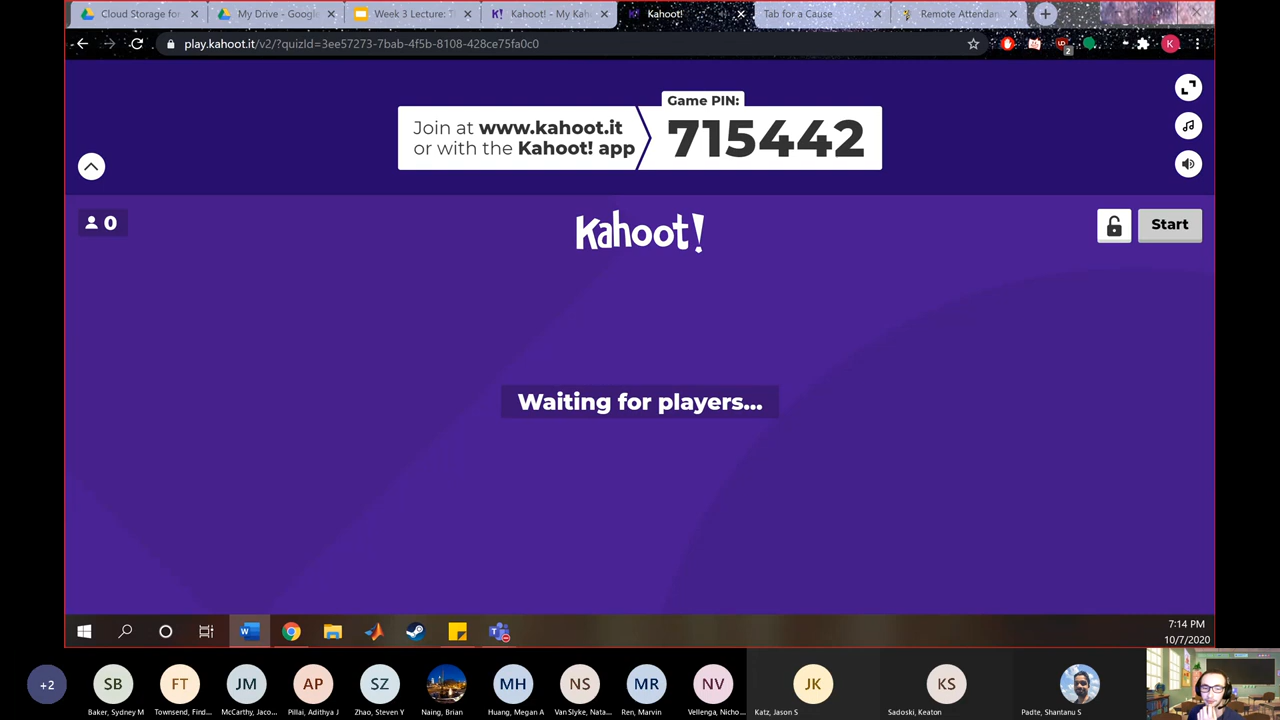 Cloud Storage for
My Drive - Google
Week 3 Lecture: T
Kahoot! - My Kah
Kahoot!
Tab for a Cause
Remote Attendan
play.kahoot.it/v2/?quizId=3ee57273-7bab-4f5b-8108-428ce75fa0c0
2
K
Game PIN:
Join at www.kahoot.it
or with the Kahoot! app
715442
0
Kahoot!
Start
Waiting for players...
W
7:14 PM
10/7/2020
+2
SB
FT
JM
AP
SZ
MH
NS
MR
NV
JK
KS
Baker, Sydney M
Townsend, Find...
McCarthy, Jaco...
Pillai, Adithya J
Zhao, Steven Y
Naing, Brian
Huang, Megan A
Van Slyke, Nata...
Ren, Marvin
Vellenga, Nicho...
Katz, Jason S
Sadoski, Keaton
Padte, Shantanu S